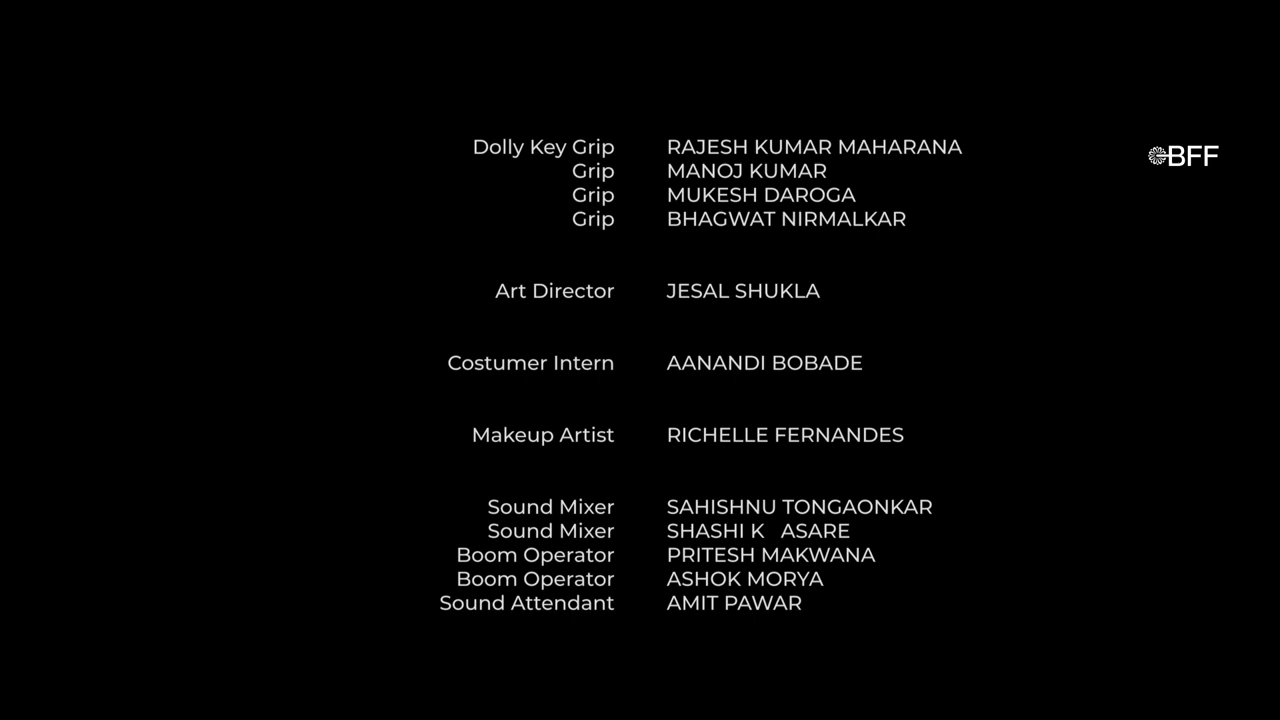 Dolly Key Grip RAJESH KUMAR MAHARANA
Grip MANOJ KUMAR
Grip MUKESH DAROGA
Grip BHAGWAT NIRMALKAR
Art Director JESAL SHUKLA
Costumer Intern AANANDI BOBADE
Makeup Artist RICHELLE FERNANDES
Sound Mixer SAHISHNU TONGAONKAR
Sound Mixer SHASHI K ASARE
Boom Operator PRITESH MAKWANA
Boom Operator ASHOK MORYA
Sound Attendant AMIT PAWAR
BFF